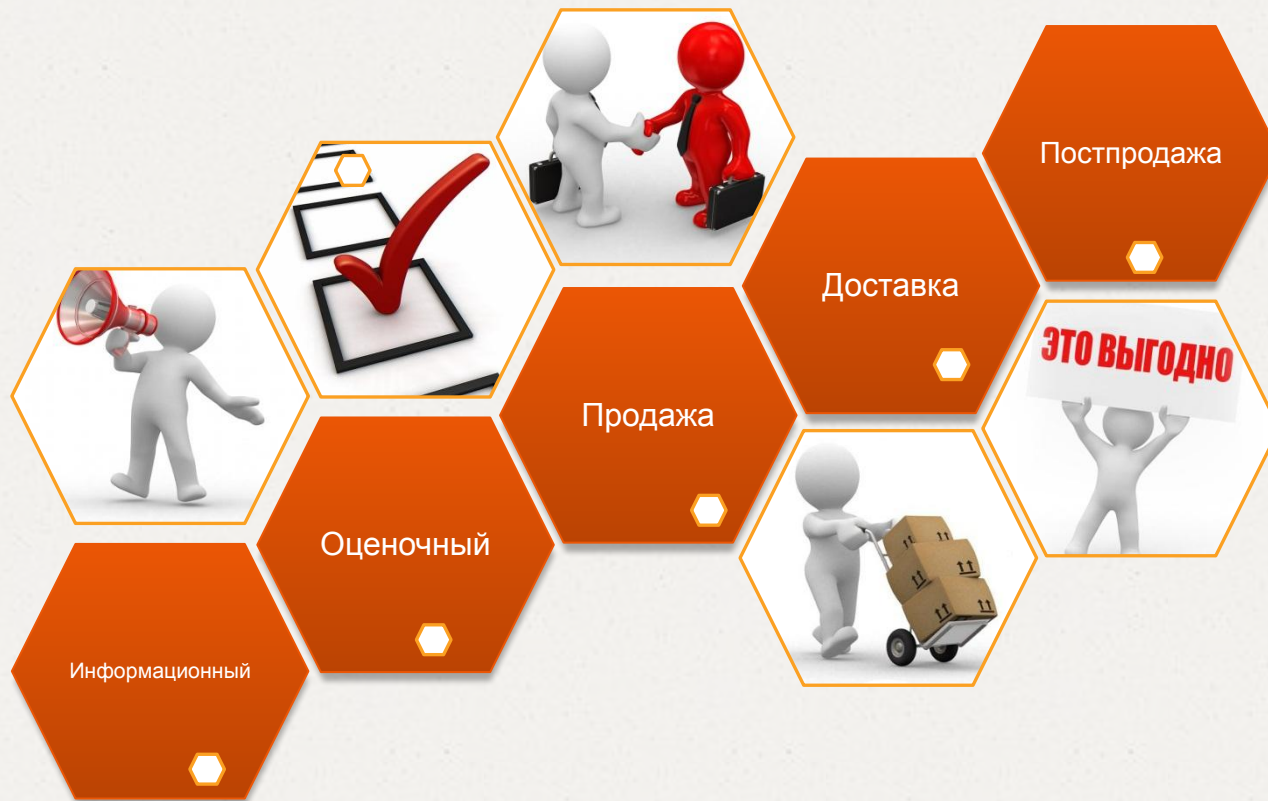 Постпродажа
Доставка
ЭТО ВЫГОДНО
Продажа
Оценочный
Информационный